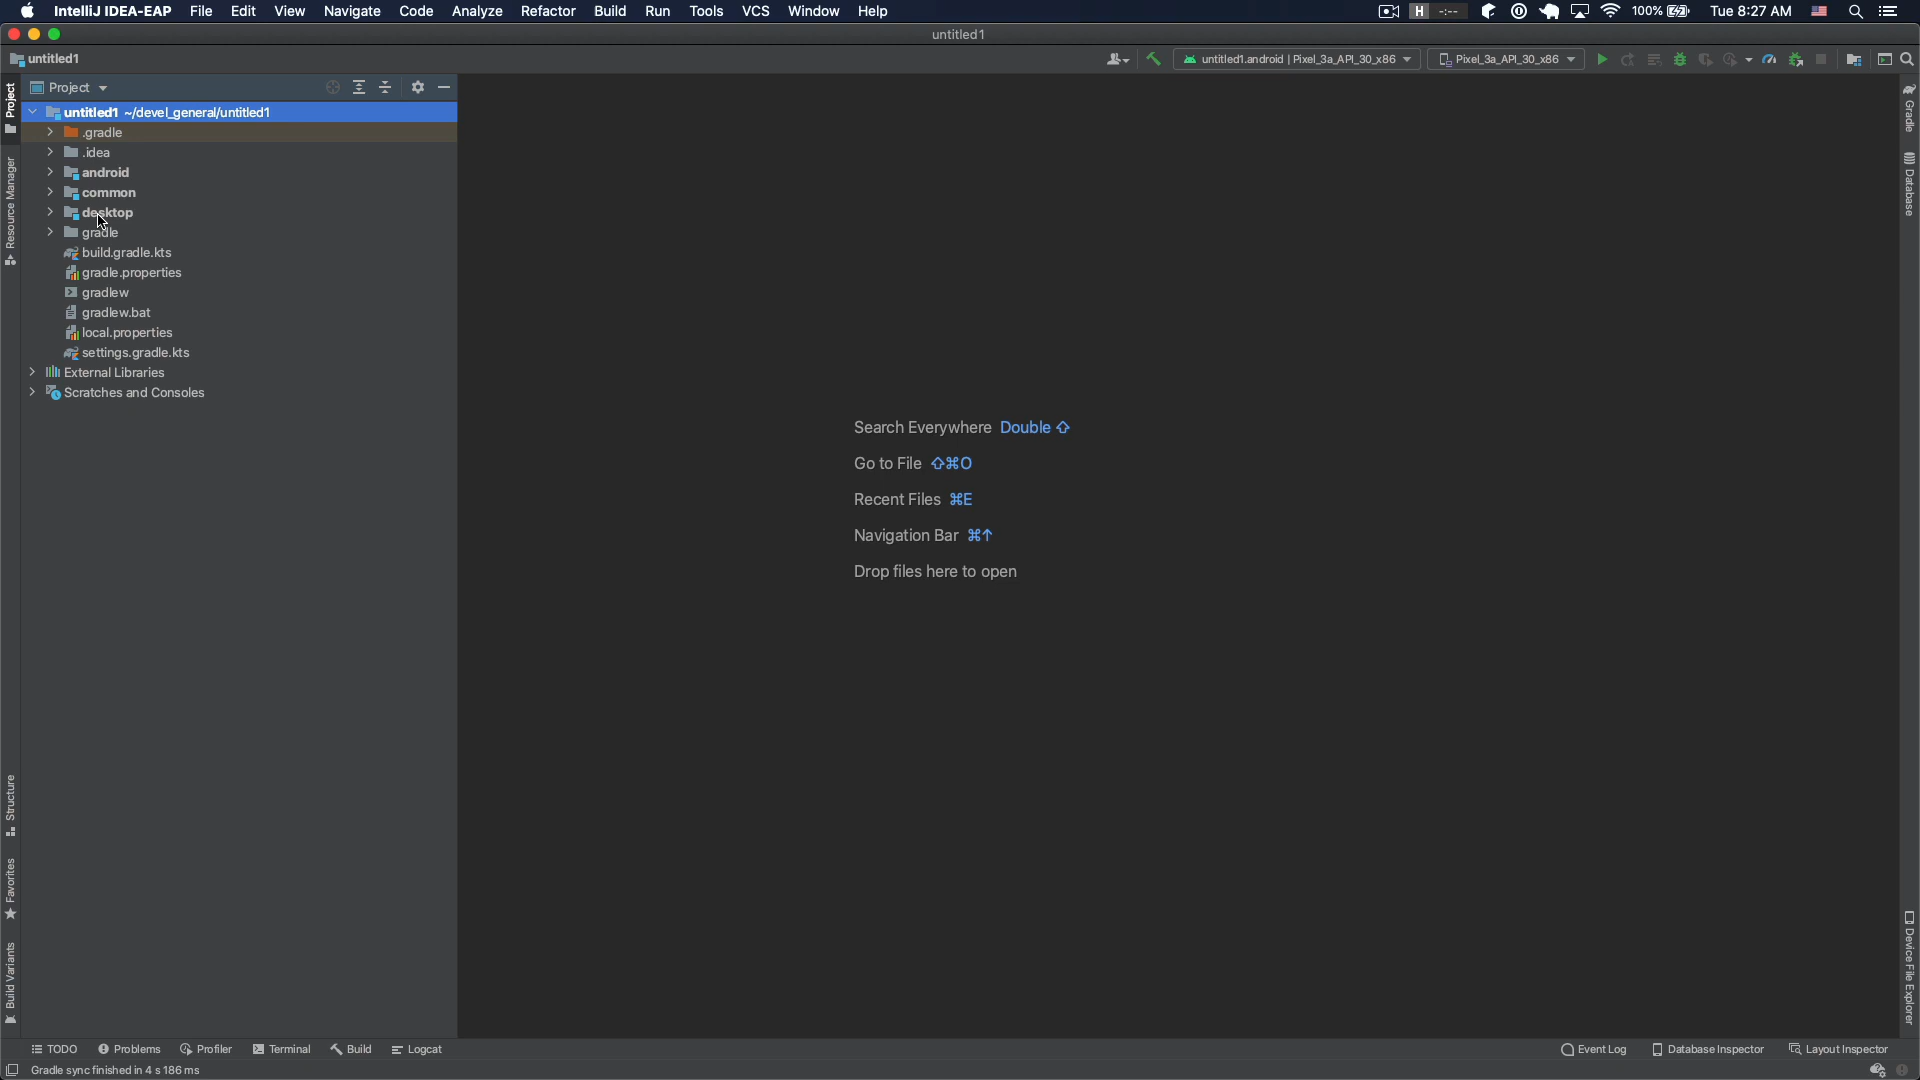 IntelliJ IDEA-EAP File Edit View Navigate Code Analyze Refactor Build Run Tools VCS Window Help H -:-- 100% Tue 8:27 AM
untitled1
untitled1 untitled1.android | Pixel_3a_API_30_x86 Pixel_3a_API_30_x86
Project
untitled1 ~/devel_general/untitled1
.gradle
.idea
android
common
desktop
gradle
build.gradle.kts
gradle.properties
gradlew
gradlew.bat
local.properties
settings.gradle.kts
External Libraries
Scratches and Consoles
Project
Resource Manager
Structure
Favorites
Build Variants
Search Everywhere Double ⇧
Go to File ⇧⌘O
Recent Files ⌘E
Navigation Bar ⌘↑
Drop files here to open
Gradle
Database
Device File Explorer
TODO Problems Profiler Terminal Build Logcat Event Log Database Inspector Layout Inspector
Gradle sync finished in 4 s 186 ms